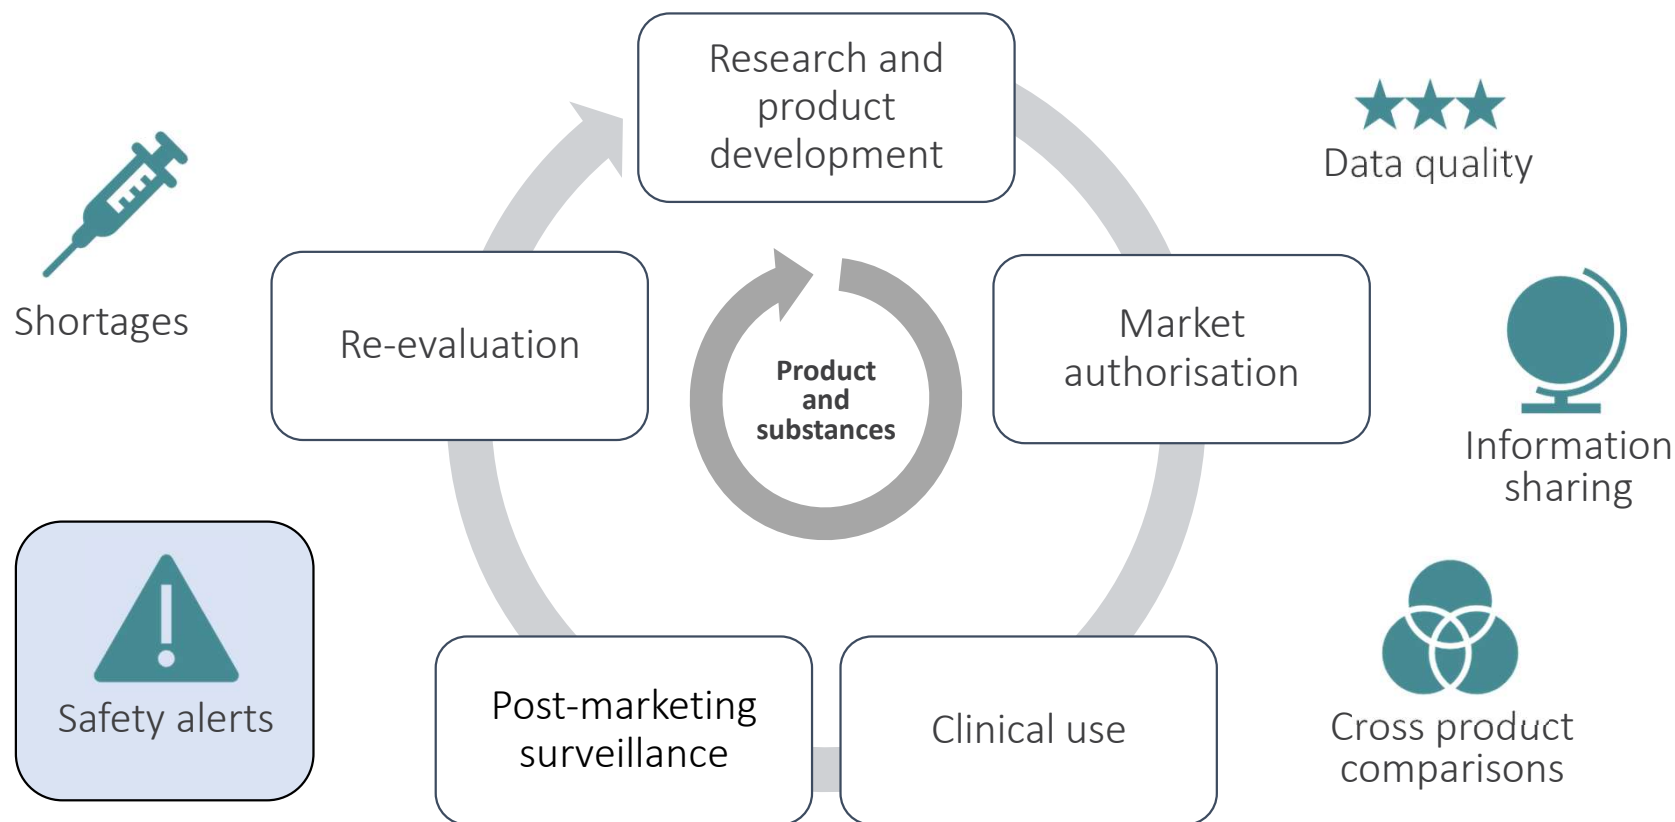 Research and
product
development
Data quality
Shortages
Re-evaluation
Product
and
substances
Market
authorisation
Information
sharing
Safety alerts
Post-marketing
surveillance
Clinical use
Cross product
comparisons